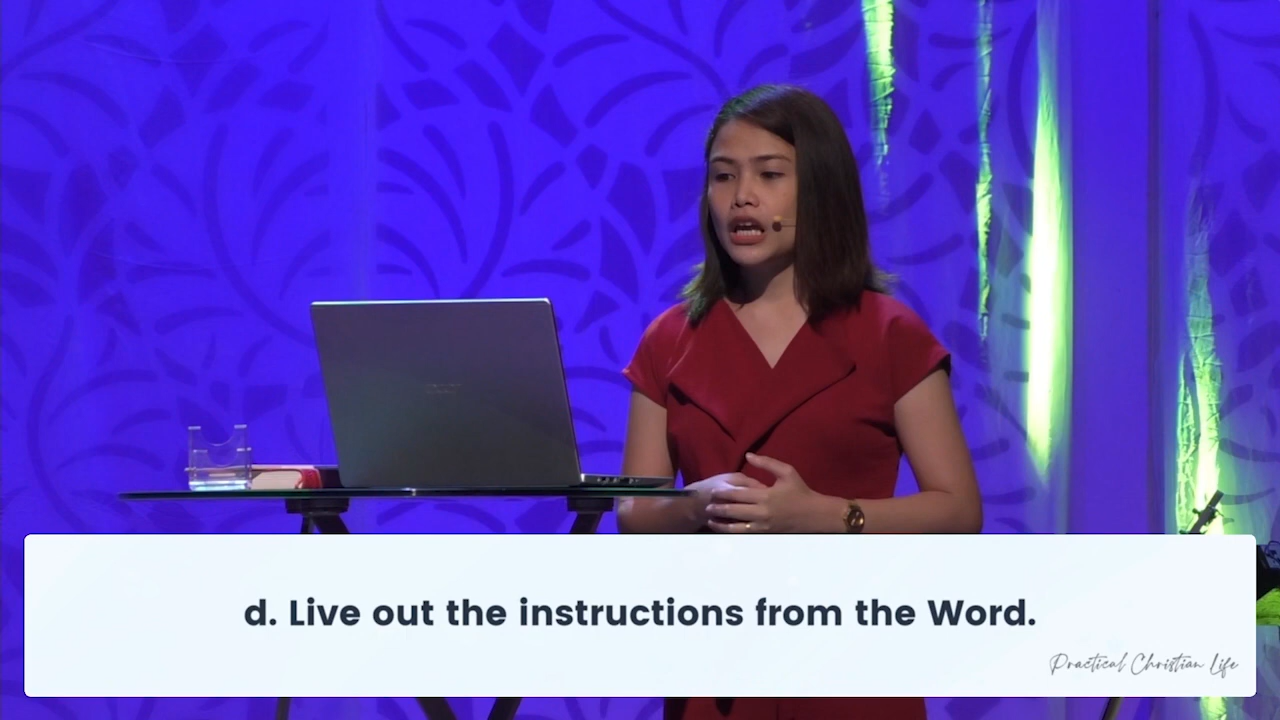 d. Live out the instructions from the Word.
Practical Christian Life